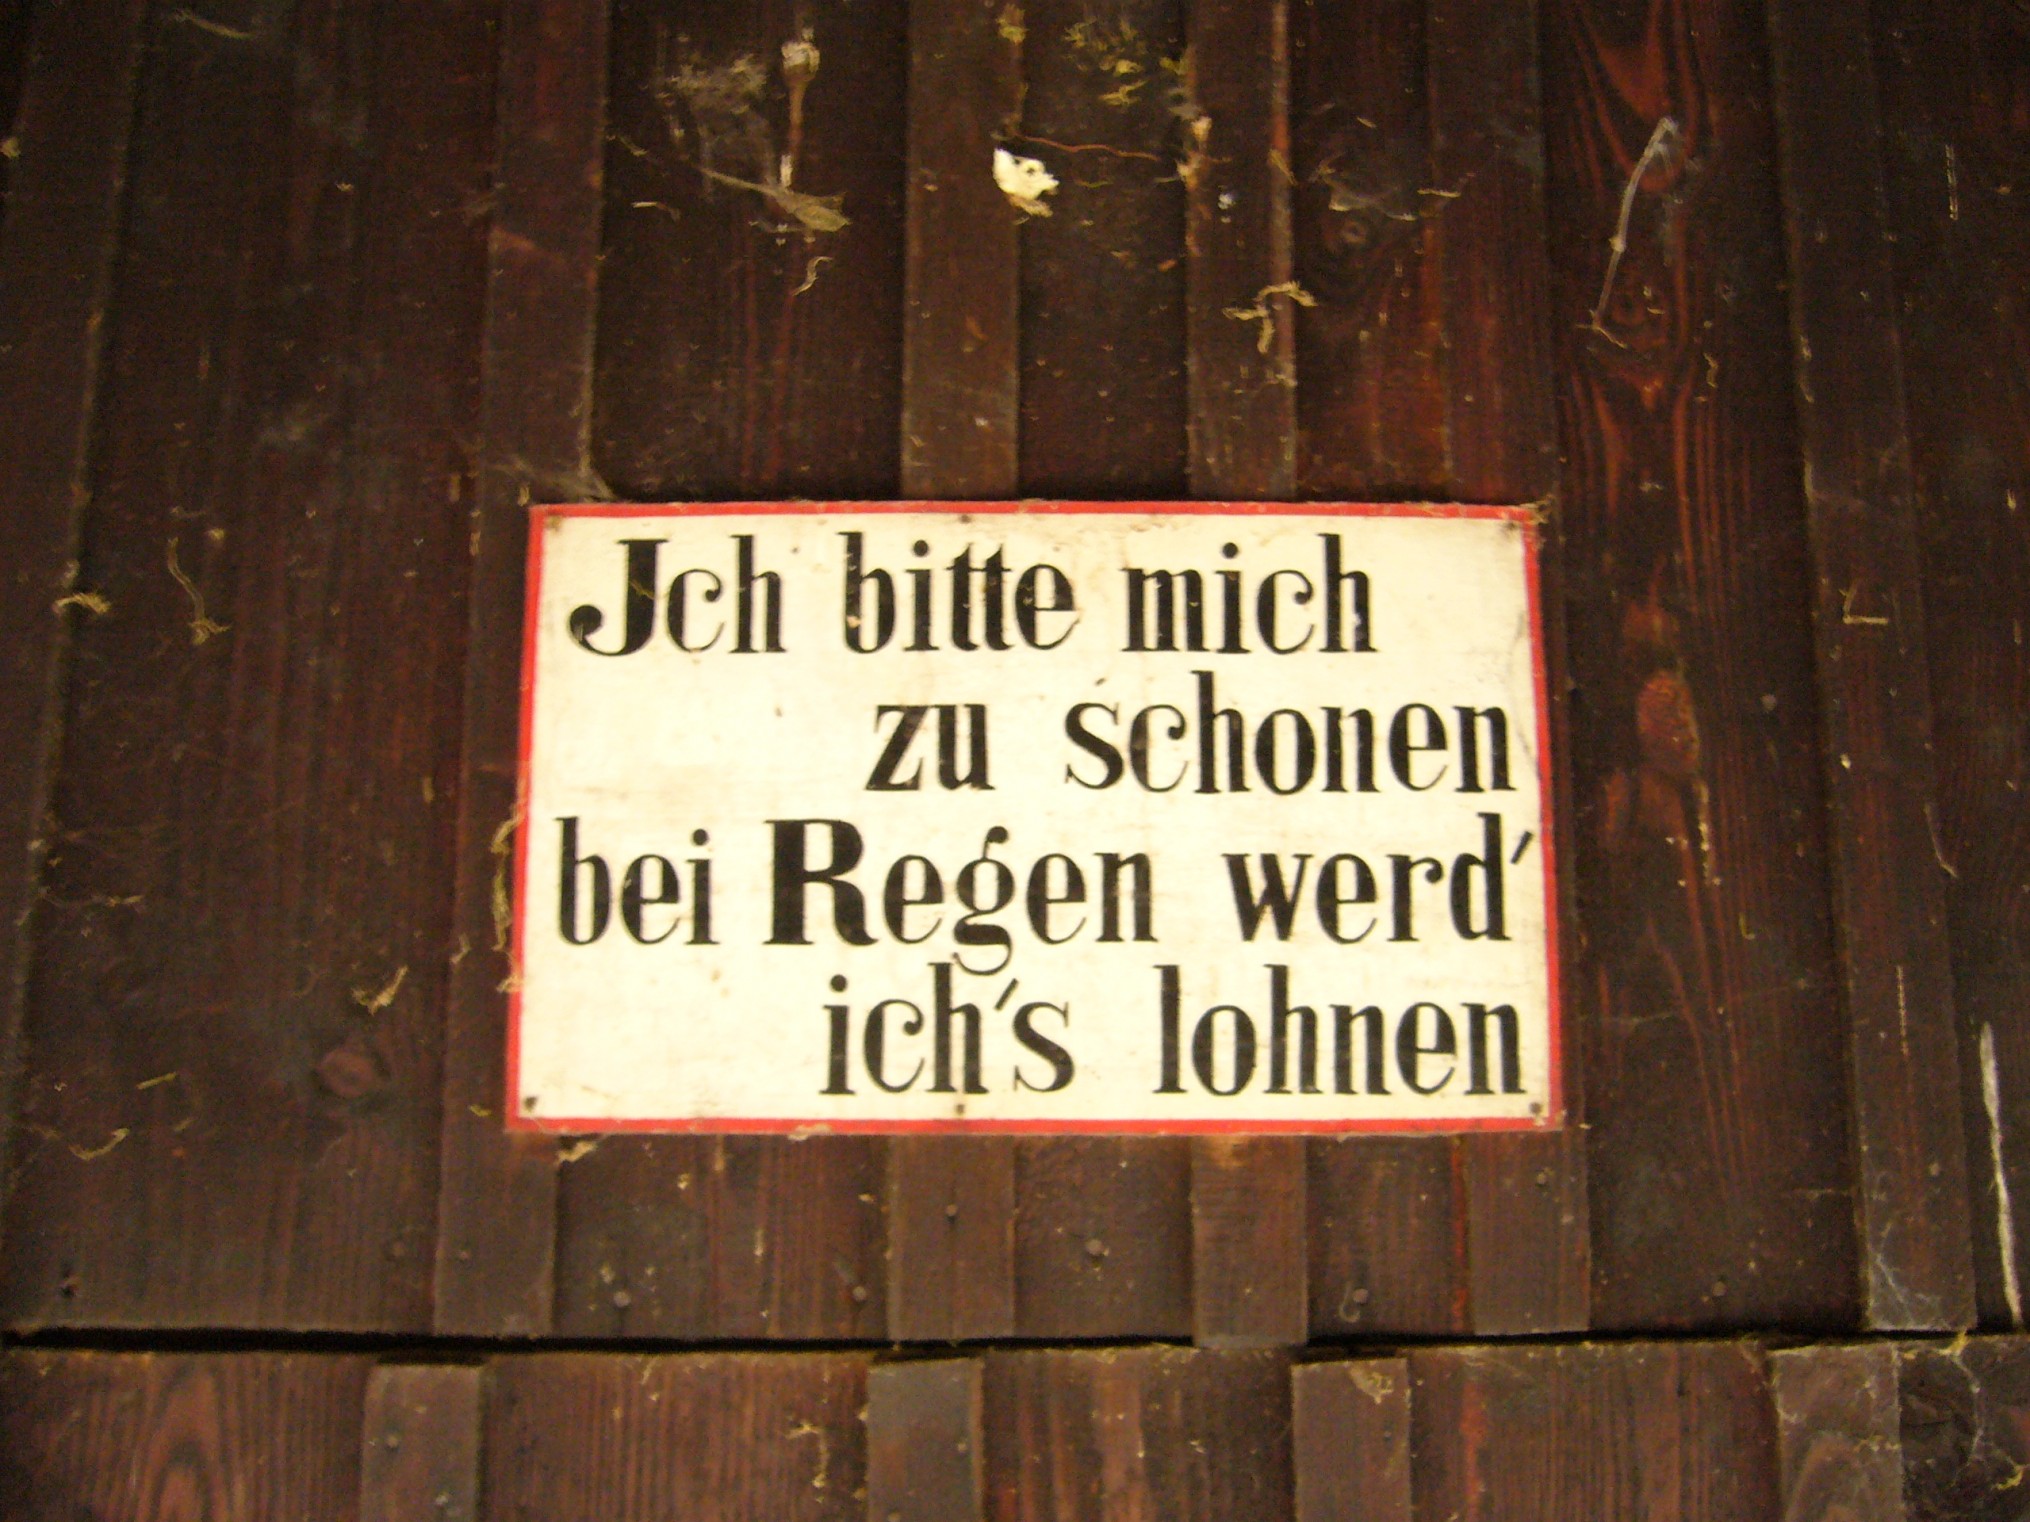 Jch bitte mich
zu schonen
bei Regen werd'
ich's lohnen